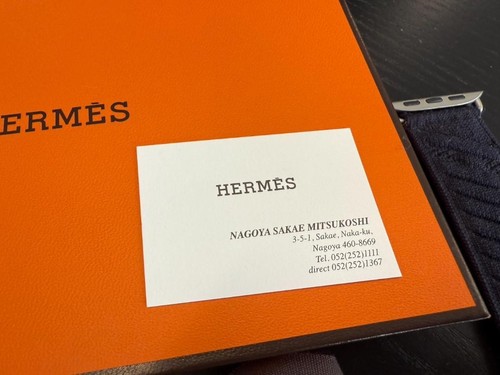 ERMÈS
HERMÈS
NAGOYA SAKAE MITSUKOSHI
3-5-1, Sakae, Naka-ku,
Nagoya 460-8669
Tel. 052(252)1111
direct 052(252)1367